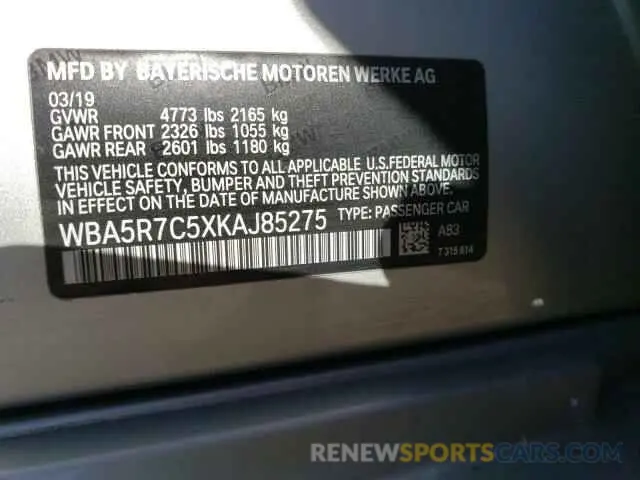 MFD BY BAYERISCHE MOTOREN WERKE AG
03/19
GVWR 4773 lbs 2165 kg
GAWR FRONT 2326 lbs 1055 kg
GAWR REAR 2601 lbs 1180 kg
THIS VEHICLE CONFORMS TO ALL APPLICABLE U.S.FEDERAL MOTOR
VEHICLE SAFETY, BUMPER AND THEFT PREVENTION STANDARDS
IN EFFECT ON THE DATE OF MANUFACTURE SHOWN ABOVE.
WBA5R7C5XKAJ85275 TYPE: PASSENGER CAR
A83
T315 614
RENEWSPORTSCARS.COM